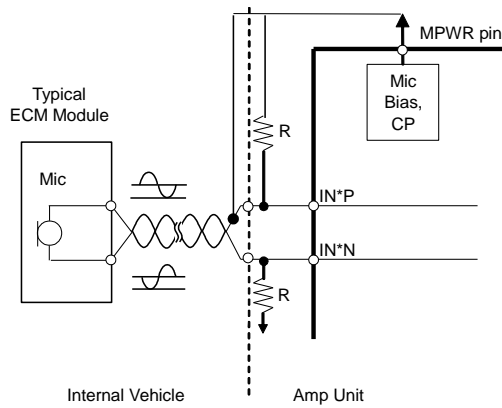 MPWR pin
Typical
ECM Module
Mic
Bias,
CP
R
Mic
IN*P
IN*N
R
Internal Vehicle
Amp Unit